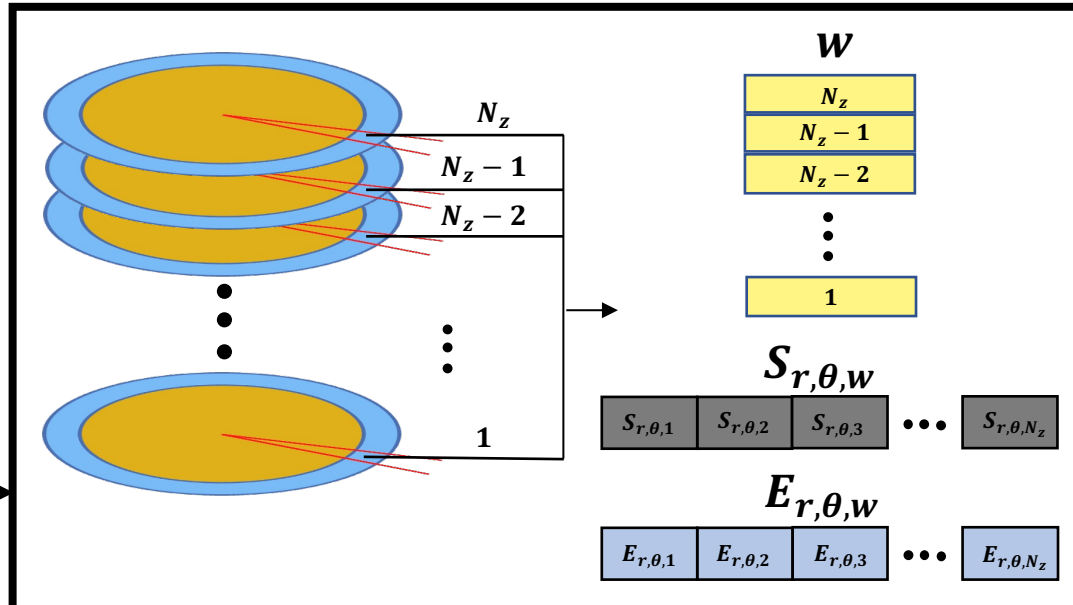 w
N_z
N_z − 1
N_z − 2
1
N_z
N_z − 1
N_z − 2
1
S_{r,θ,w}
S_{r,θ,1} S_{r,θ,2} S_{r,θ,3} S_{r,θ,N_z}
E_{r,θ,w}
E_{r,θ,1} E_{r,θ,2} E_{r,θ,3} E_{r,θ,N_z}